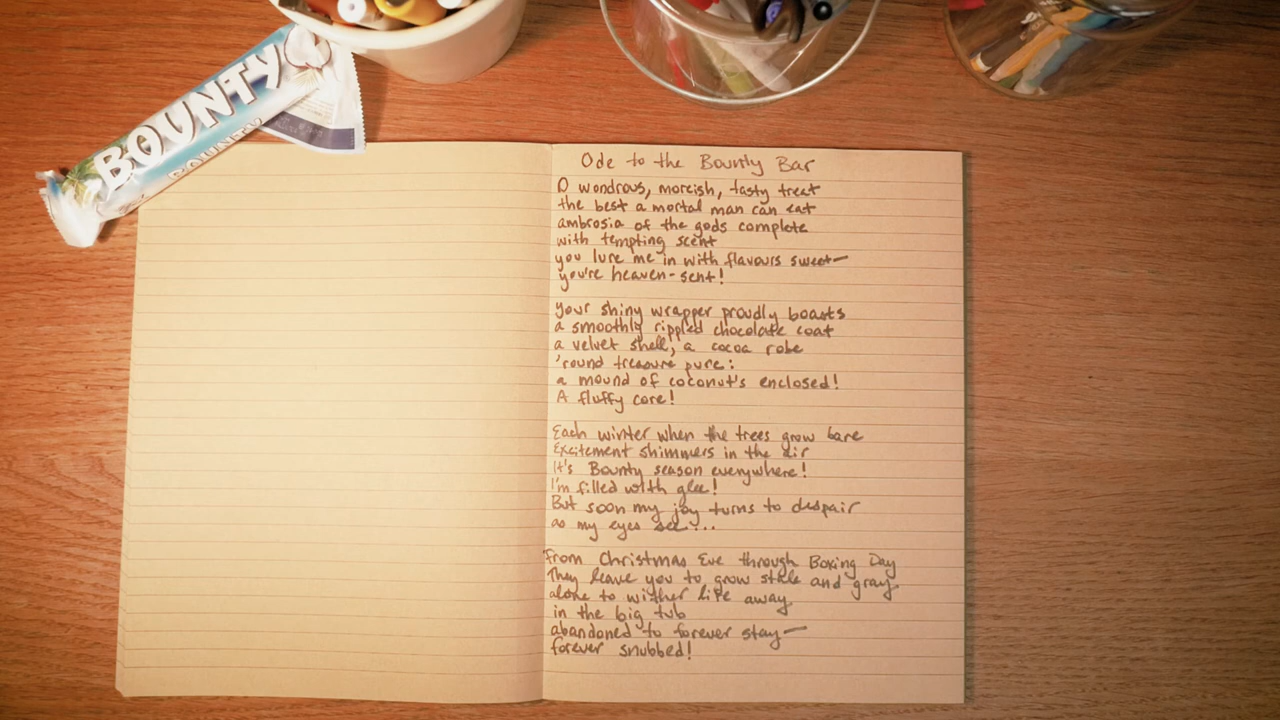 BOUNTY
BOUNTY
Ode to the Bounty Bar
O wondrous, moreish, tasty treat
the best a mortal man can eat
ambrosia of the gods complete
with tempting scent
you lure me in with flavours sweet—
you're heaven-sent!
Your shiny wrapper proudly boasts
a smoothly rippled chocolate coat
a velvet shell, a cocoa robe
'round treasure pure:
a mound of coconut's enclosed!
A fluffy core!
Each winter when the trees grow bare
Excitement shimmers in the air
It's Bounty season everywhere!
I'm filled with glee!
But soon my joy turns to despair
as my eyes see...
From Christmas Eve through Boxing Day
They leave you to grow stale and gray
alone to wither life away
in the big tub
abandoned to forever stay—
forever snubbed!